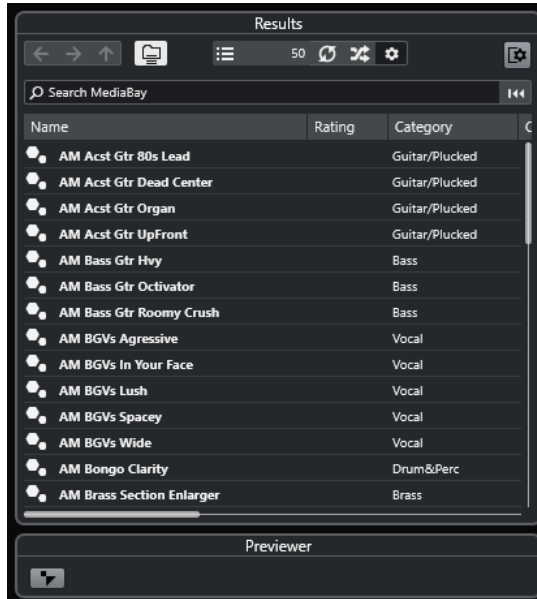 Results
50
Search MediaBay
Name Rating Category
AM Acst Gtr 80s Lead Guitar/Plucked
AM Acst Gtr Dead Center Guitar/Plucked
AM Acst Gtr Organ Guitar/Plucked
AM Acst Gtr UpFront Guitar/Plucked
AM Bass Gtr Hvy Bass
AM Bass Gtr Octivator Bass
AM Bass Gtr Roomy Crush Bass
AM BGVs Agressive Vocal
AM BGVs In Your Face Vocal
AM BGVs Lush Vocal
AM BGVs Spacey Vocal
AM BGVs Wide Vocal
AM Bongo Clarity Drum&Perc
AM Brass Section Enlarger Brass
Previewer